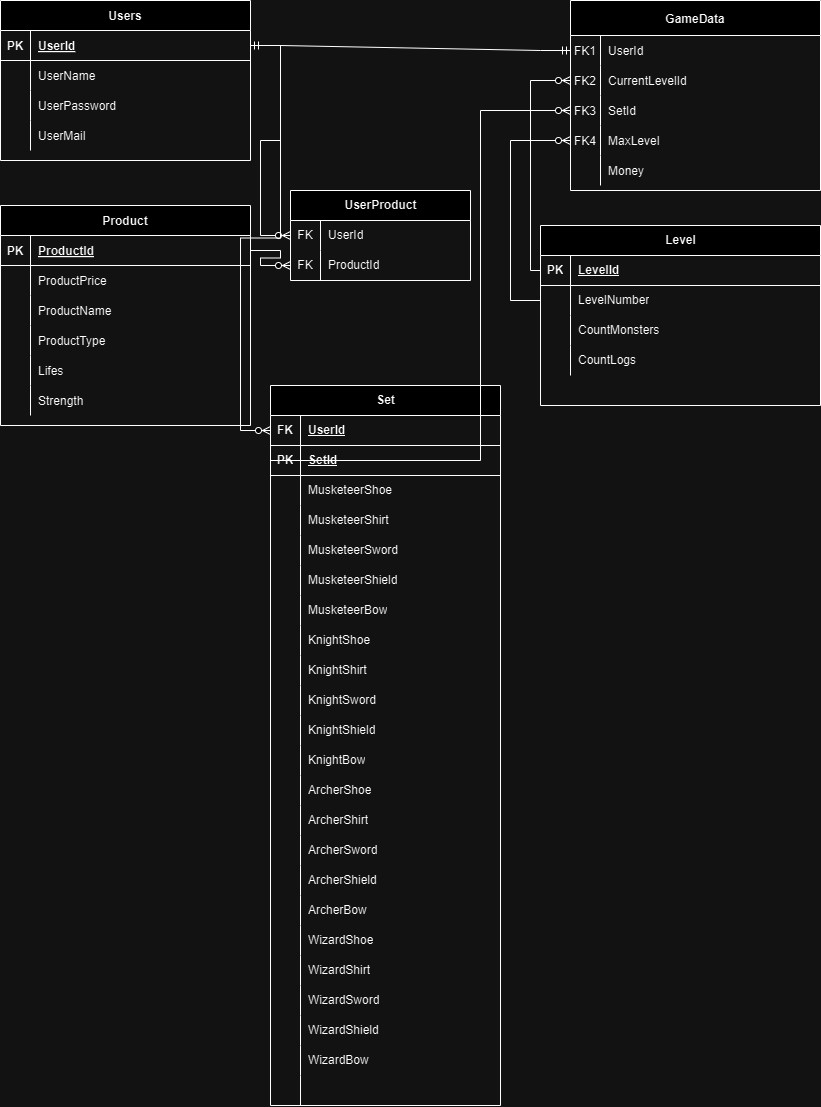 Users
PK UserId
UserName
UserPassword
UserMail
GameData
FK1 UserId
FK2 CurrentLevelId
FK3 SetId
FK4 MaxLevel
Money
Product
PK ProductId
ProductPrice
ProductName
ProductType
Lifes
Strength
UserProduct
FK UserId
FK ProductId
Level
PK LevelId
LevelNumber
CountMonsters
CountLogs
Set
FK UserId
PK SetId
MusketeerShoe
MusketeerShirt
MusketeerSword
MusketeerShield
MusketeerBow
KnightShoe
KnightShirt
KnightSword
KnightShield
KnightBow
ArcherShoe
ArcherShirt
ArcherSword
ArcherShield
ArcherBow
WizardShoe
WizardShirt
WizardSword
WizardShield
WizardBow